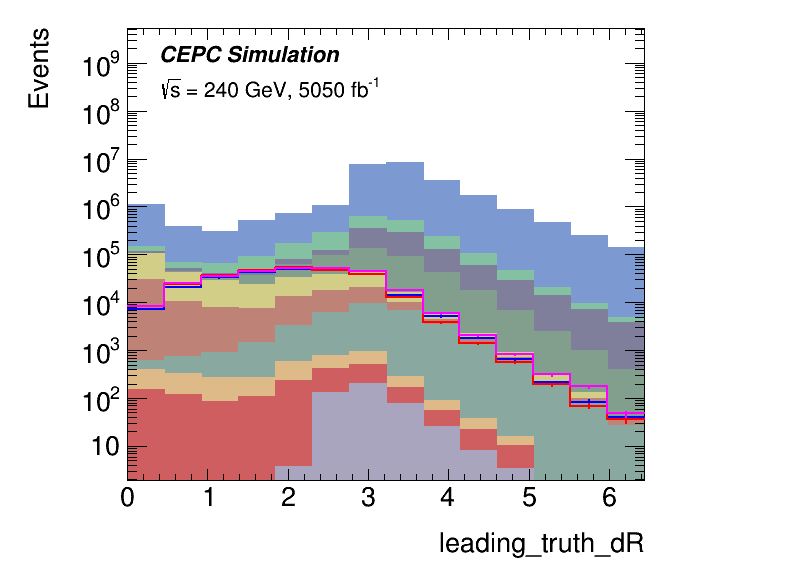 Events
CEPC Simulation
√s = 240 GeV, 5050 fb⁻¹
10⁹
10⁸
10⁷
10⁶
10⁵
10⁴
10³
10²
10
0 1 2 3 4 5 6
leading_truth_dR